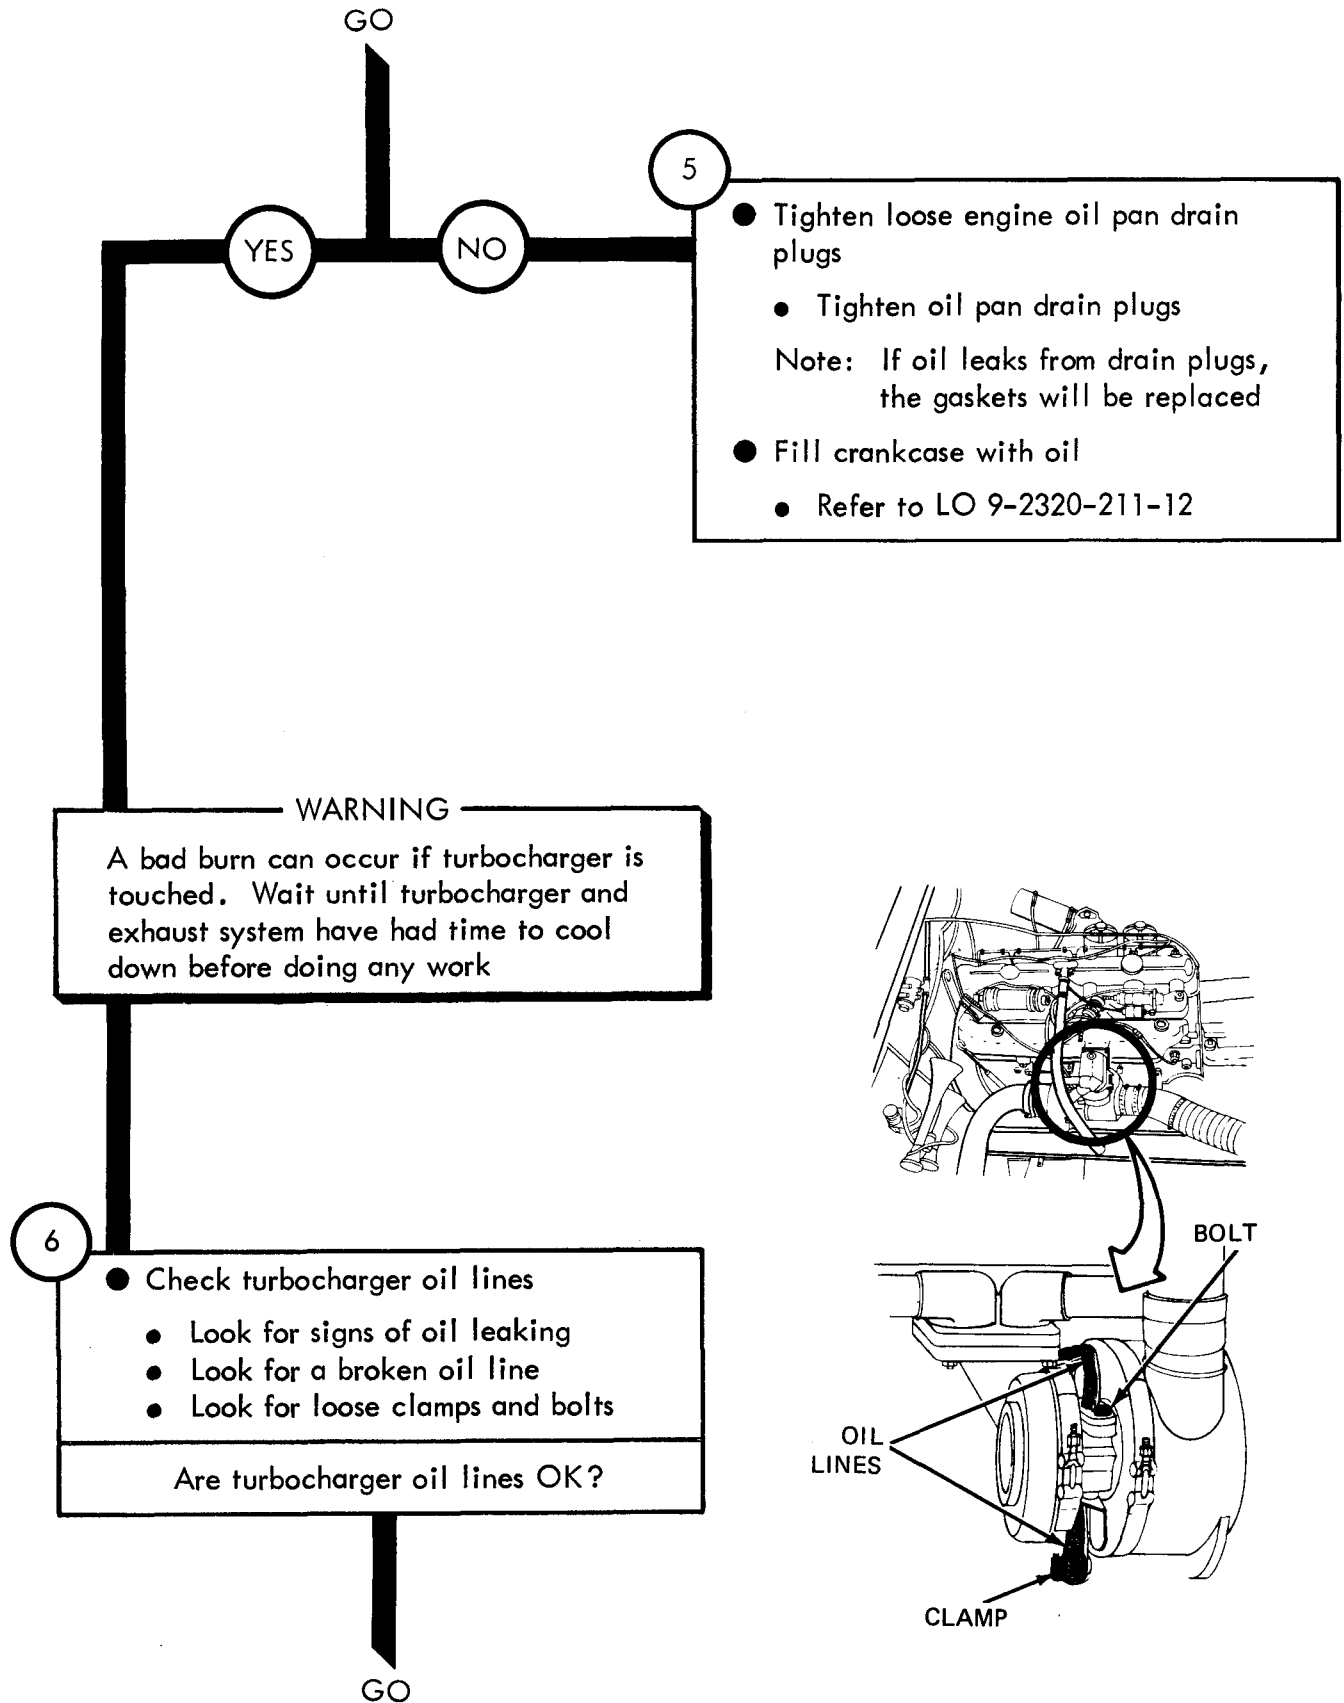 GO
YES
NO
5
● Tighten loose engine oil pan drain
plugs
● Tighten oil pan drain plugs
Note: If oil leaks from drain plugs,
the gaskets will be replaced
● Fill crankcase with oil
● Refer to LO 9-2320-211-12
WARNING
A bad burn can occur if turbocharger is
touched. Wait until turbocharger and
exhaust system have had time to cool
down before doing any work
6
● Check turbocharger oil lines
● Look for signs of oil leaking
● Look for a broken oil line
● Look for loose clamps and bolts
Are turbocharger oil lines OK?
BOLT
OIL
LINES
CLAMP
GO